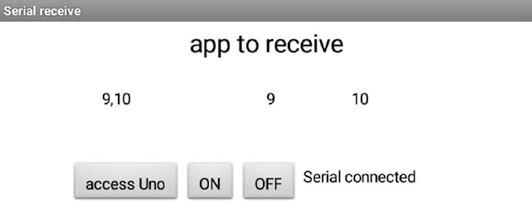 Serial receive
app to receive
9,10 9 10
access Uno ON OFF Serial connected